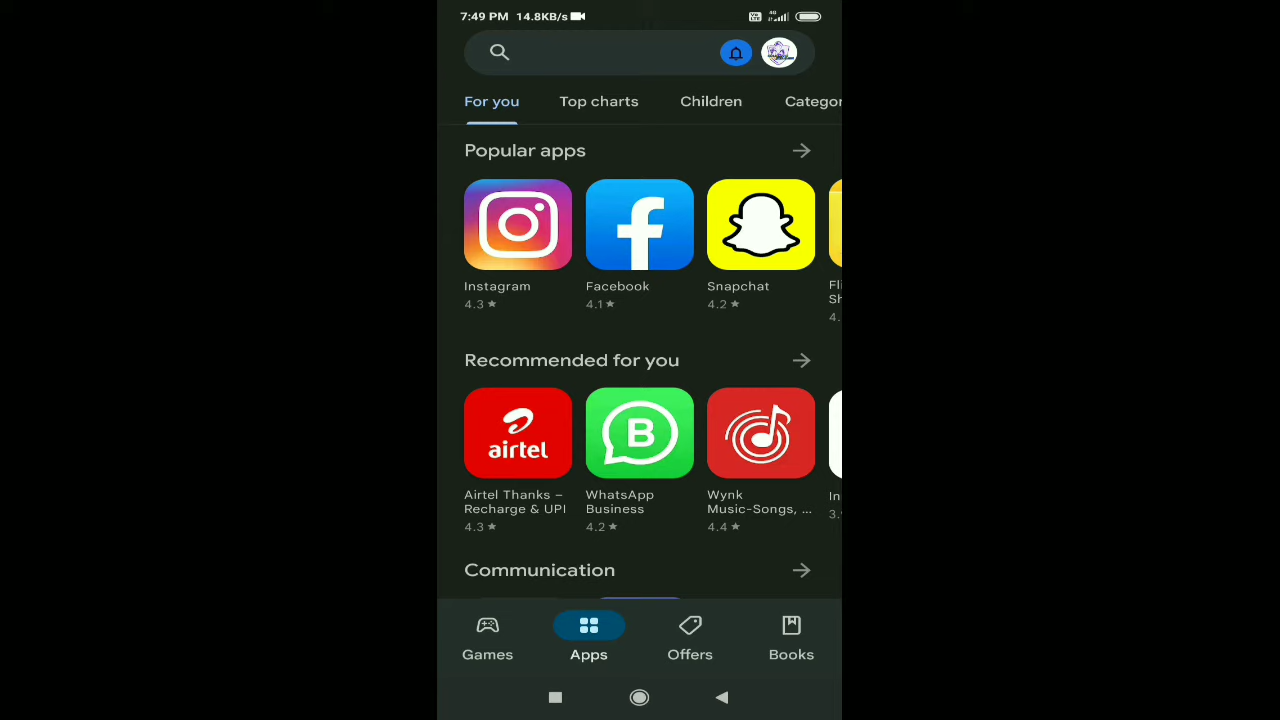 7:49 PM 14.8KB/s
4G
For you Top charts Children Categor
Popular apps
Instagram Facebook Snapchat
4.3 ★ 4.1 ★ 4.2 ★
Recommended for you
airtel B
Airtel Thanks – WhatsApp Wynk
Recharge & UPI Business Music-Songs, ...
4.3 ★ 4.2 ★ 4.4 ★
Communication
Games Apps Offers Books